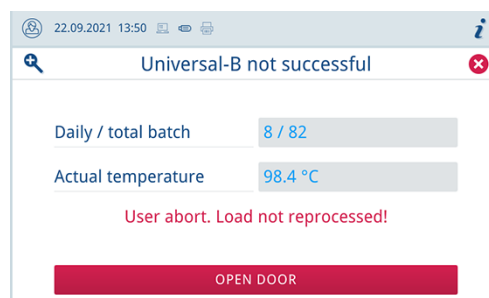 22.09.2021 13:50
i
Universal-B not successful
Daily / total batch 8 / 82
Actual temperature 98.4 °C
User abort. Load not reprocessed!
OPEN DOOR